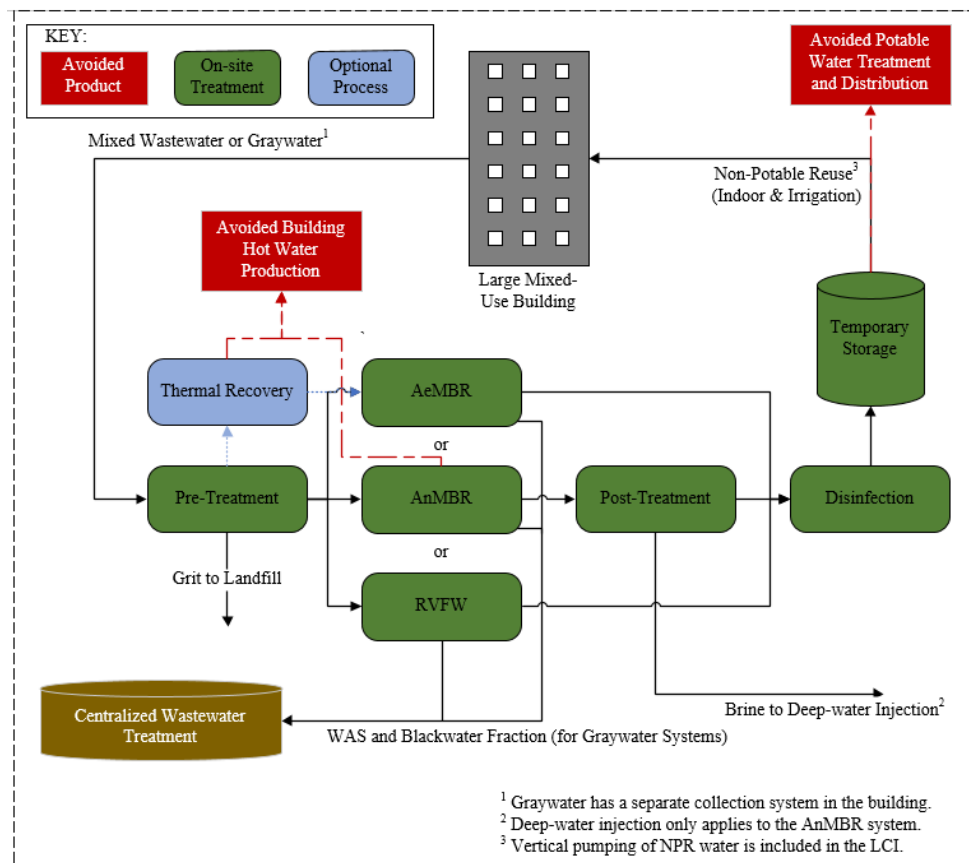 KEY:
Avoided
Product
On-site
Treatment
Optional
Process
Avoided Potable
Water Treatment
and Distribution
Mixed Wastewater or Graywater1
Non-Potable Reuse3
(Indoor & Irrigation)
Avoided Building
Hot Water
Production
Large Mixed-
Use Building
Temporary
Storage
Thermal Recovery
AeMBR
or
Pre-Treatment
AnMBR
Post-Treatment
Disinfection
or
Grit to Landfill
RVFW
Centralized Wastewater
Treatment
Brine to Deep-water Injection2
WAS and Blackwater Fraction (for Graywater Systems)
1 Graywater has a separate collection system in the building.
2 Deep-water injection only applies to the AnMBR system.
3 Vertical pumping of NPR water is included in the LCI.